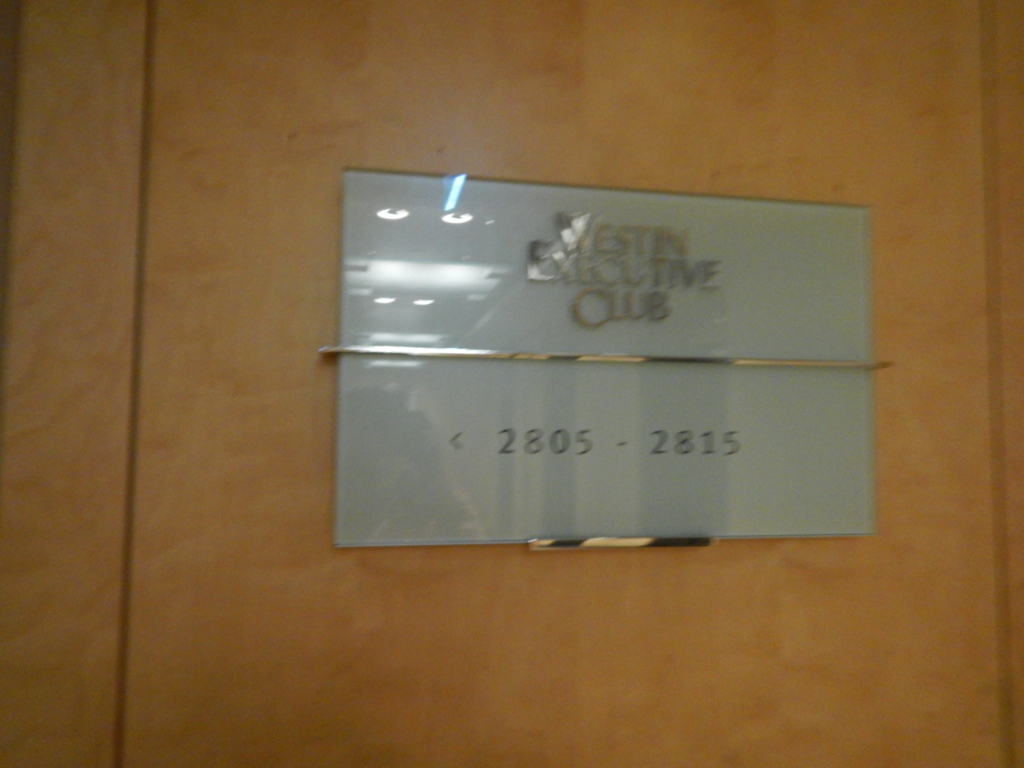 WESTIN
EXECUTIVE
CLUB
< 2805 - 2815